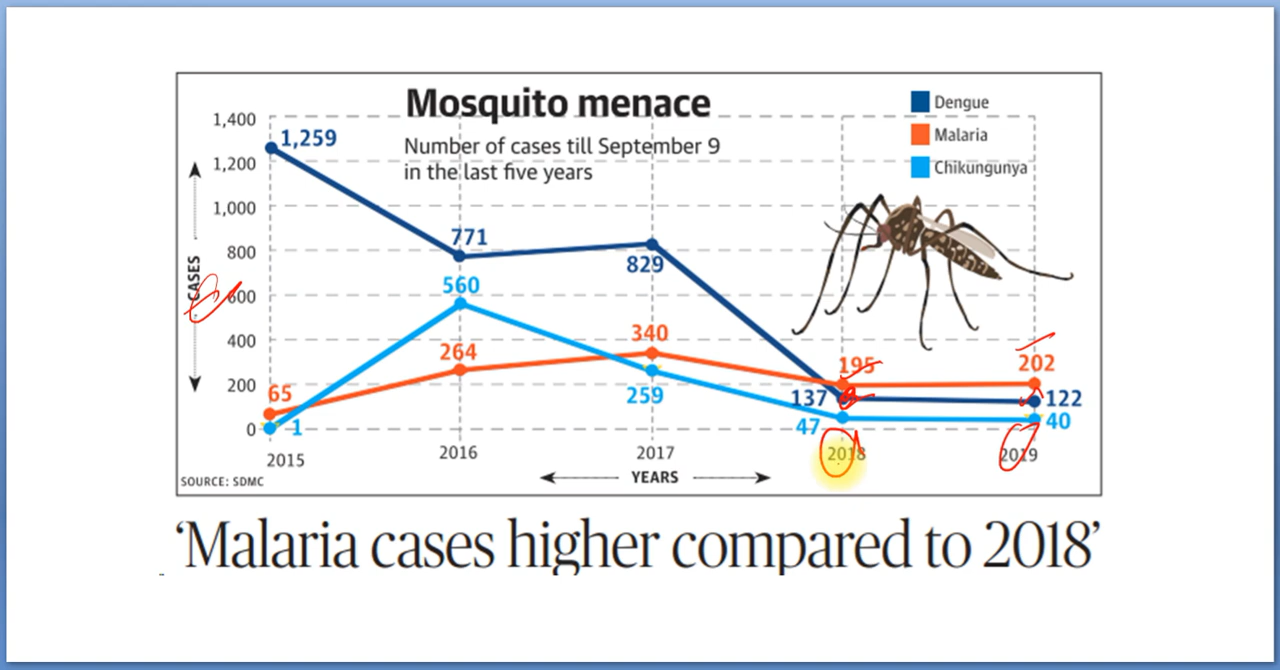 Mosquito menace
Number of cases till September 9
in the last five years
Dengue
Malaria
Chikungunya
1,400
1,200
1,000
800
600
400
200
0
CASES
1,259
771
829
137
122
65
264
340
195
202
1
560
259
47
40
2015
2016
2017
2018
2019
YEARS
SOURCE: SDMC
‘Malaria cases higher compared to 2018’